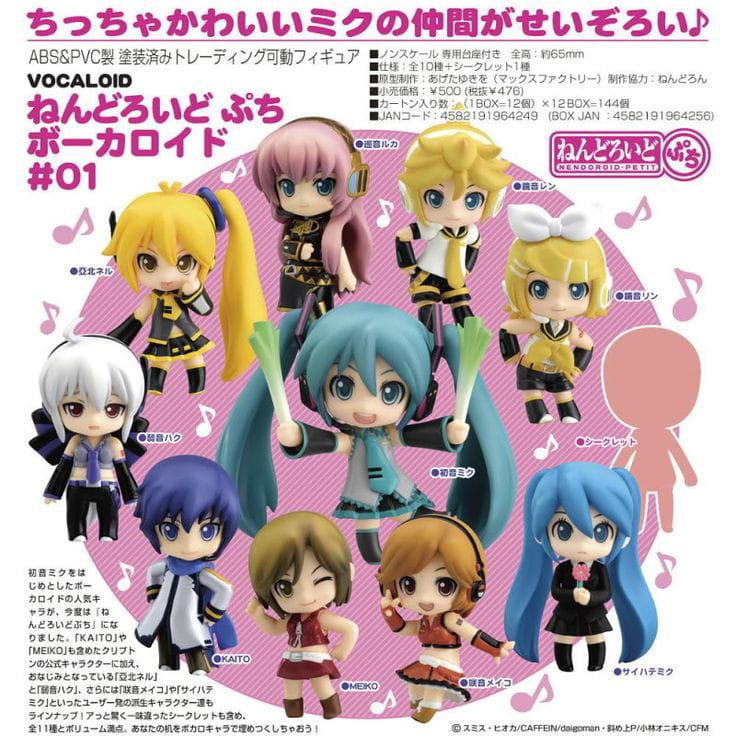 ちっちゃかわいいミクの仲間がせいぞろい♪
ABS&PVC製 塗装済みトレーディング可動フィギュア
VOCALOID
ねんどろいど ぷち
ボーカロイド
#01
■ノンスケール 専用台座付き 全高：約65mm
■仕様：全10種＋シークレット1種
■原型制作：あげたゆきを（マックスファクトリー）制作協力：ねんどろん
■小売価格：￥500（税抜￥476）
■カートン入り数：（1BOX=12個）×12BOX=144個
■JANコード：4582191964249 （BOX JAN ：4582191964256）
ねんどろいど ぷち
NENDOROID-PETIT
●巡音ルカ
●鏡音レン
●亞北ネル
●鏡音リン
●弱音ハク
●初音ミク
●シークレット
●KAITO
●MEIKO
●咲音メイコ
●サイハテミク
初音ミクをは
じめとしたボー
カロイドの人気キ
ャラが、今度は「ね
んどろいどぷち」に
なりました。「KAITO」や
「MEIKO」も含めたクリプト
ンの公式キャラクターに加え、
おなじみとなっている「亞北ネル」
と「弱音ハク」、さらには「咲音メイコ」や「サイハテ
ミク」といったユーザー発の派生キャラクター達も
ラインナップ！アっと驚く一味違ったシークレットも含め、
全11種とボリューム満点。あなたの机をボカロキャラで埋めつくしちゃおう！
© スミス・ヒオカ/CAFFEIN/daigoman・斜め上P/小林オニキス/CFM